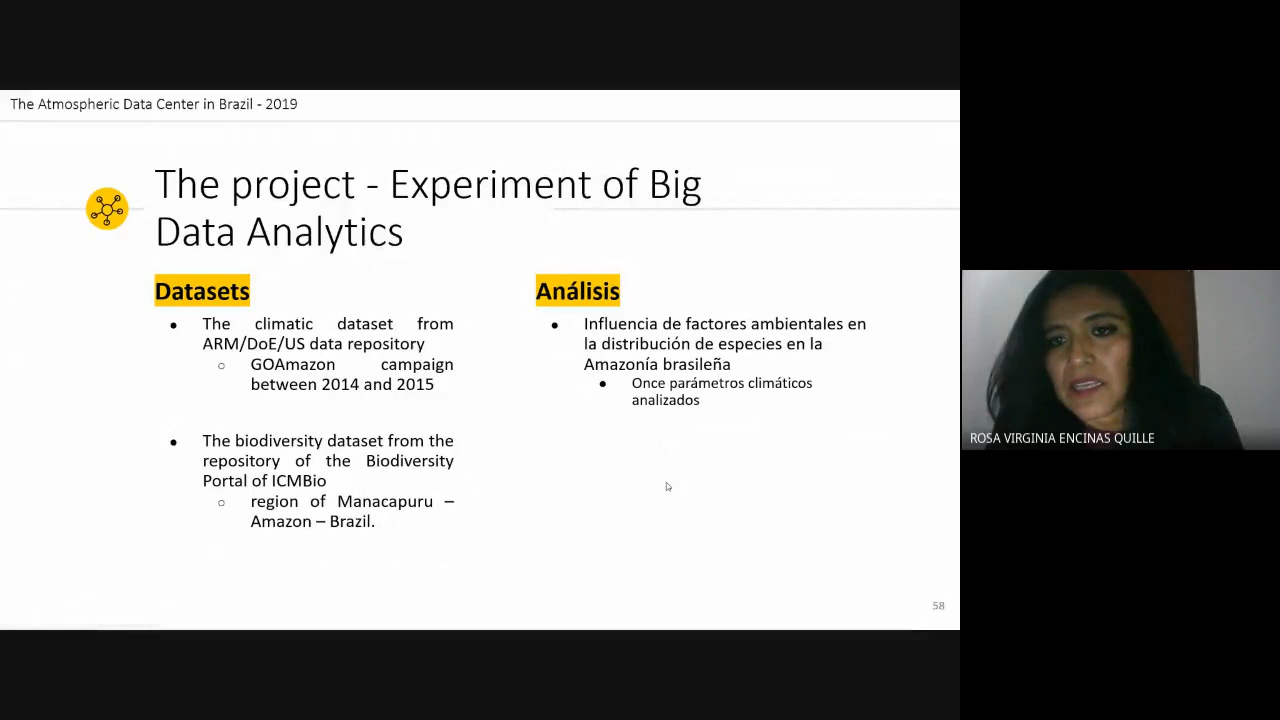 The Atmospheric Data Center in Brazil - 2019
The project - Experiment of Big
Data Analytics
Datasets
● The climatic dataset from
ARM/DoE/US data repository
○ GOAmazon campaign
between 2014 and 2015
● The biodiversity dataset from the
repository of the Biodiversity
Portal of ICMBio
○ region of Manacapuru –
Amazon – Brazil.
Análisis
● Influencia de factores ambientales en
la distribución de especies en la
Amazonía brasileña
● Once parámetros climáticos
analizados
58
ROSA VIRGINIA ENCINAS QUILLE